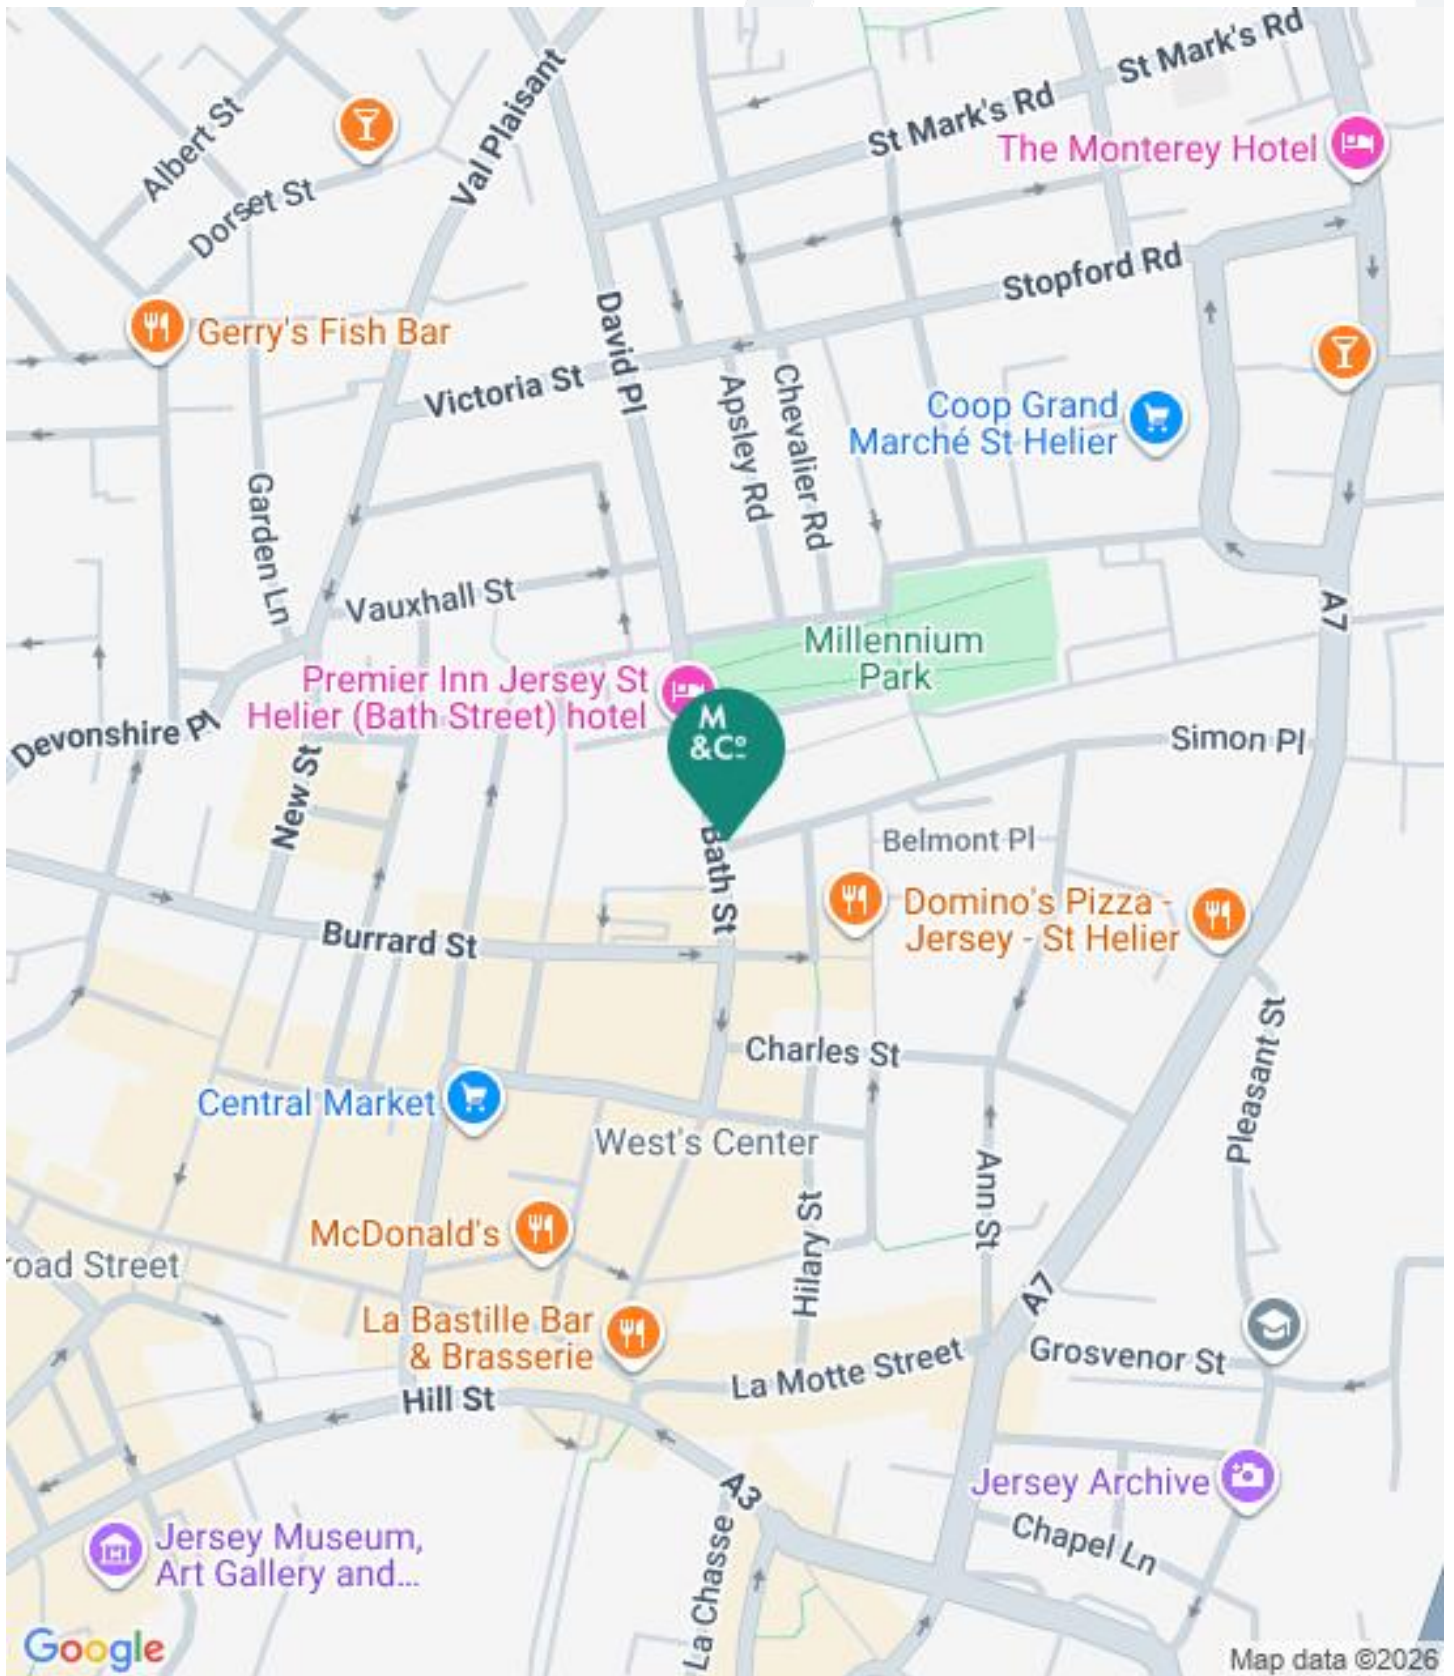 St Mark's Rd
St Mark's Rd
Val Plaisant
Albert St
The Monterey Hotel
Dorset St
Stopford Rd
David Pl
Gerry's Fish Bar
Victoria St
Apsley Rd
Chevalier Rd
Coop Grand
Marché St Helier
Garden Ln
Vauxhall St
A7
Millennium
Park
Premier Inn Jersey St
Helier (Bath Street) hotel
M
&Cº
Devonshire Pl
Simon Pl
New St
Bath St
Belmont Pl
Domino's Pizza -
Jersey - St Helier
Burrard St
Pleasant St
Charles St
Central Market
West's Center
Ann St
Hilary St
McDonald's
road Street
A7
La Bastille Bar
& Brasserie
La Motte Street
Grosvenor St
Hill St
Jersey Archive
A3
Chapel Ln
La Chasse
Jersey Museum,
Art Gallery and...
Google
Map data ©2026